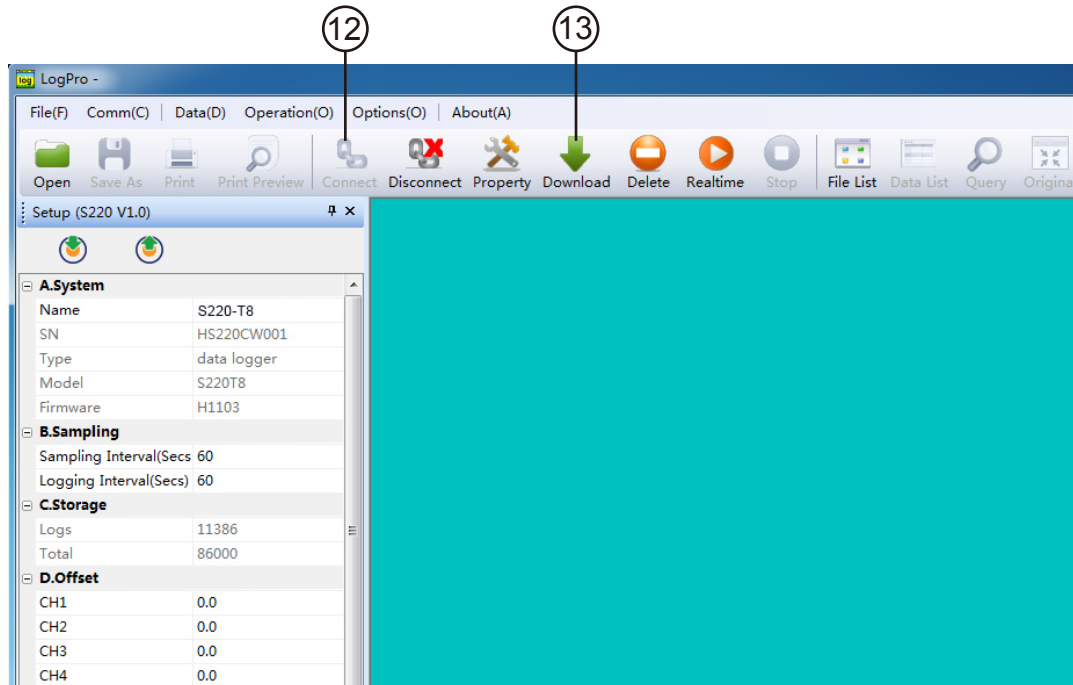 12 13
log LogPro -
File(F) Comm(C) Data(D) Operation(O) Options(O) About(A)
Open Save As Print Print Preview Connect Disconnect Property Download Delete Realtime Stop File List Data List Query Origina
Setup (S220 V1.0)
A.System
Name S220-T8
SN HS220CW001
Type data logger
Model S220T8
Firmware H1103
B.Sampling
Sampling Interval(Secs 60
Logging Interval(Secs) 60
C.Storage
Logs 11386
Total 86000
D.Offset
CH1 0.0
CH2 0.0
CH3 0.0
CH4 0.0